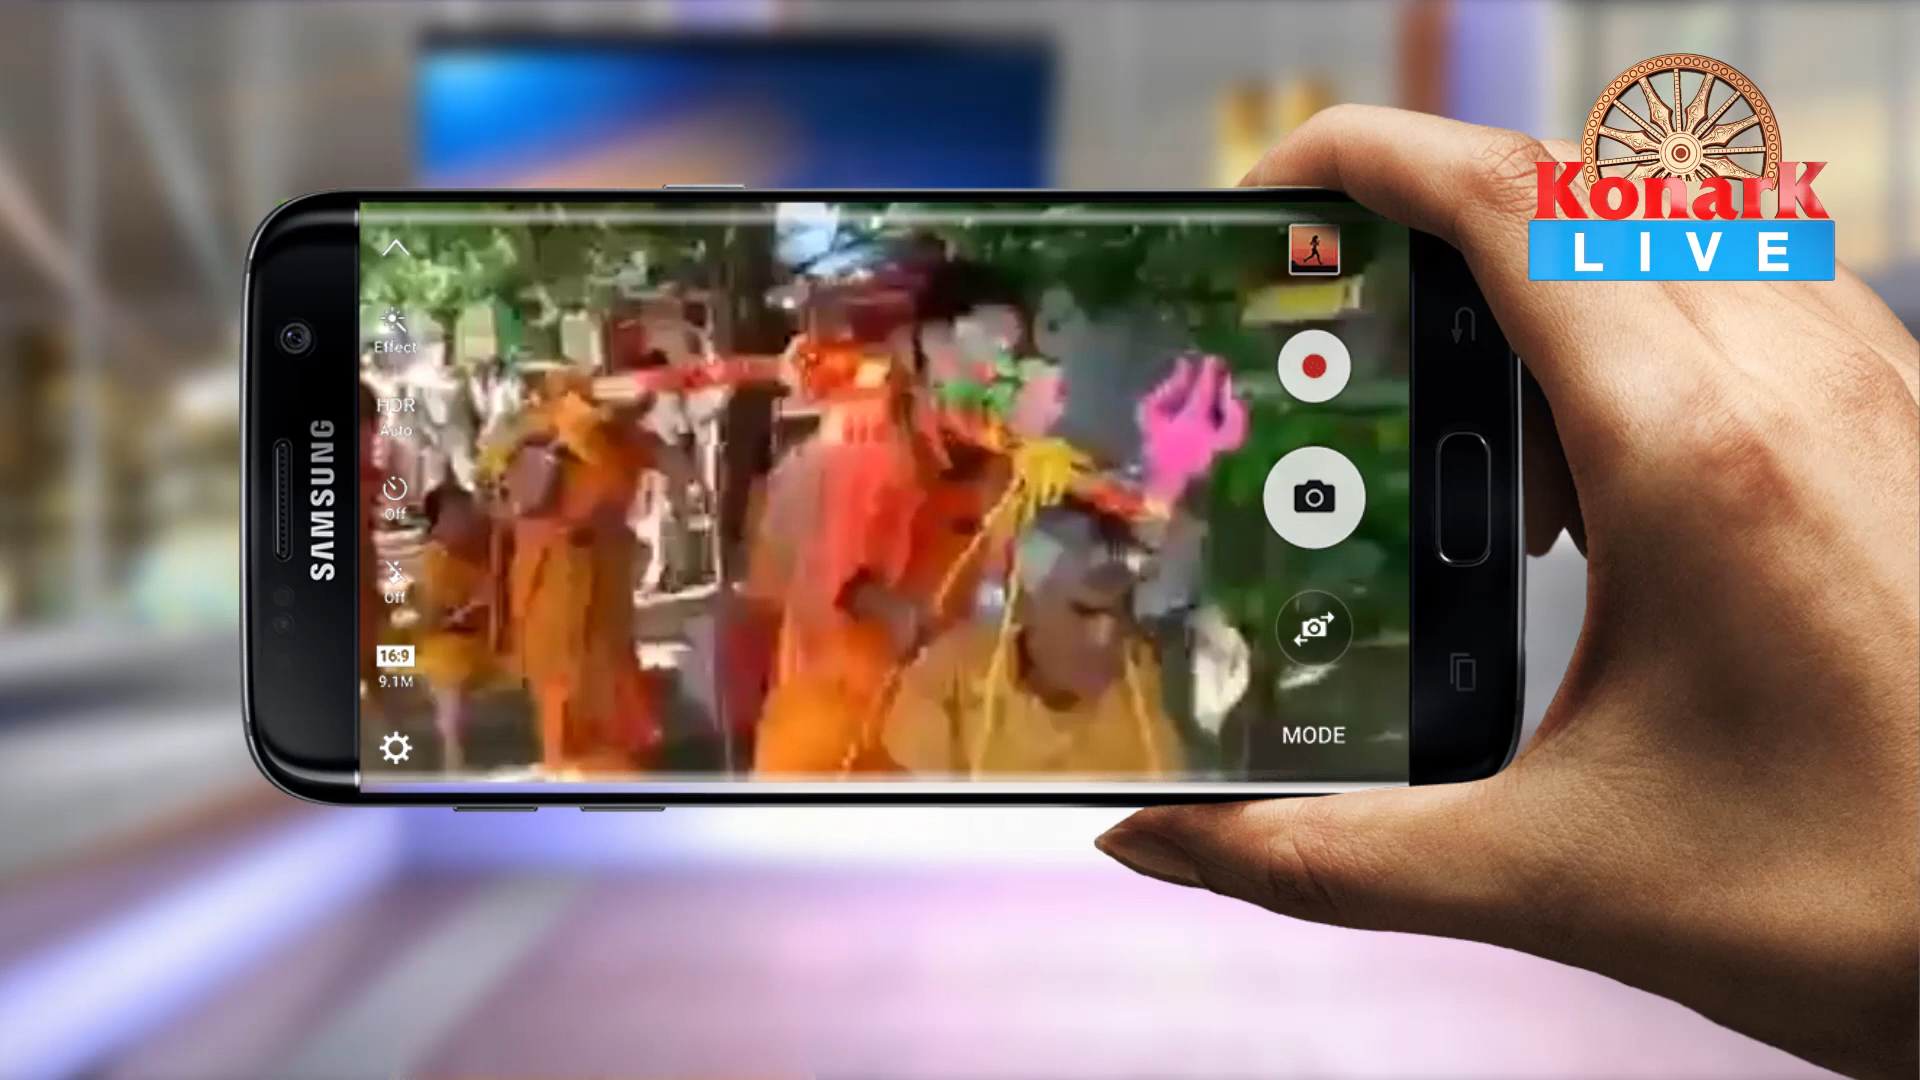 Konark
LIVE
SAMSUNG
Effect
HDR
Auto
Off
Off
16:9
9.1M
MODE